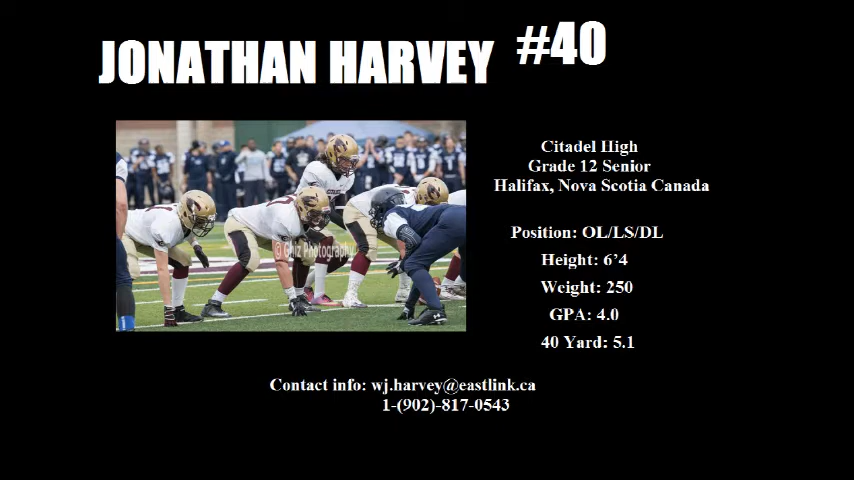 JONATHAN HARVEY #40
© Ghiz Photography
Citadel High
Grade 12 Senior
Halifax, Nova Scotia Canada
Position: OL/LS/DL
Height: 6’4
Weight: 250
GPA: 4.0
40 Yard: 5.1
Contact info: wj.harvey@eastlink.ca
1-(902)-817-0543